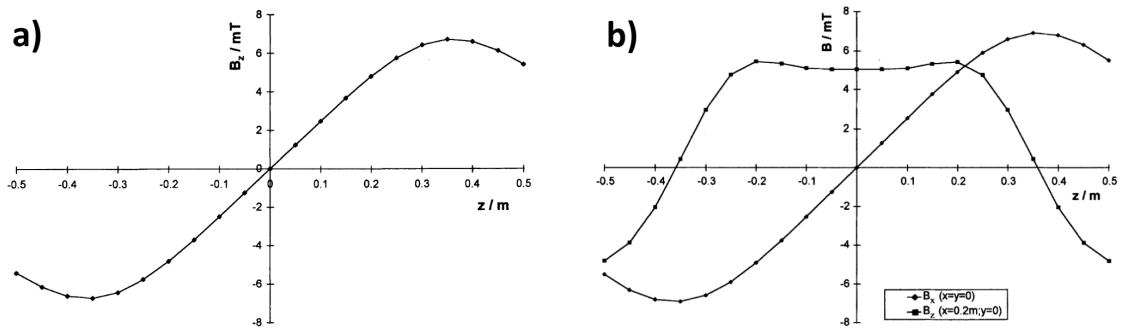 a)
B_z / mT
8
6
4
2
0
-2
-4
-6
-8
-0.5 -0.4 -0.3 -0.2 -0.1 0 0.1 0.2 0.3 0.4 0.5
z / m
b)
B / mT
8
6
4
2
0
-2
-4
-6
-8
-0.5 -0.4 -0.3 -0.2 -0.1 0.1 0.2 0.3 0.4 0.5
z / m
B_x (x=y=0)
B_z (x=0.2m;y=0)